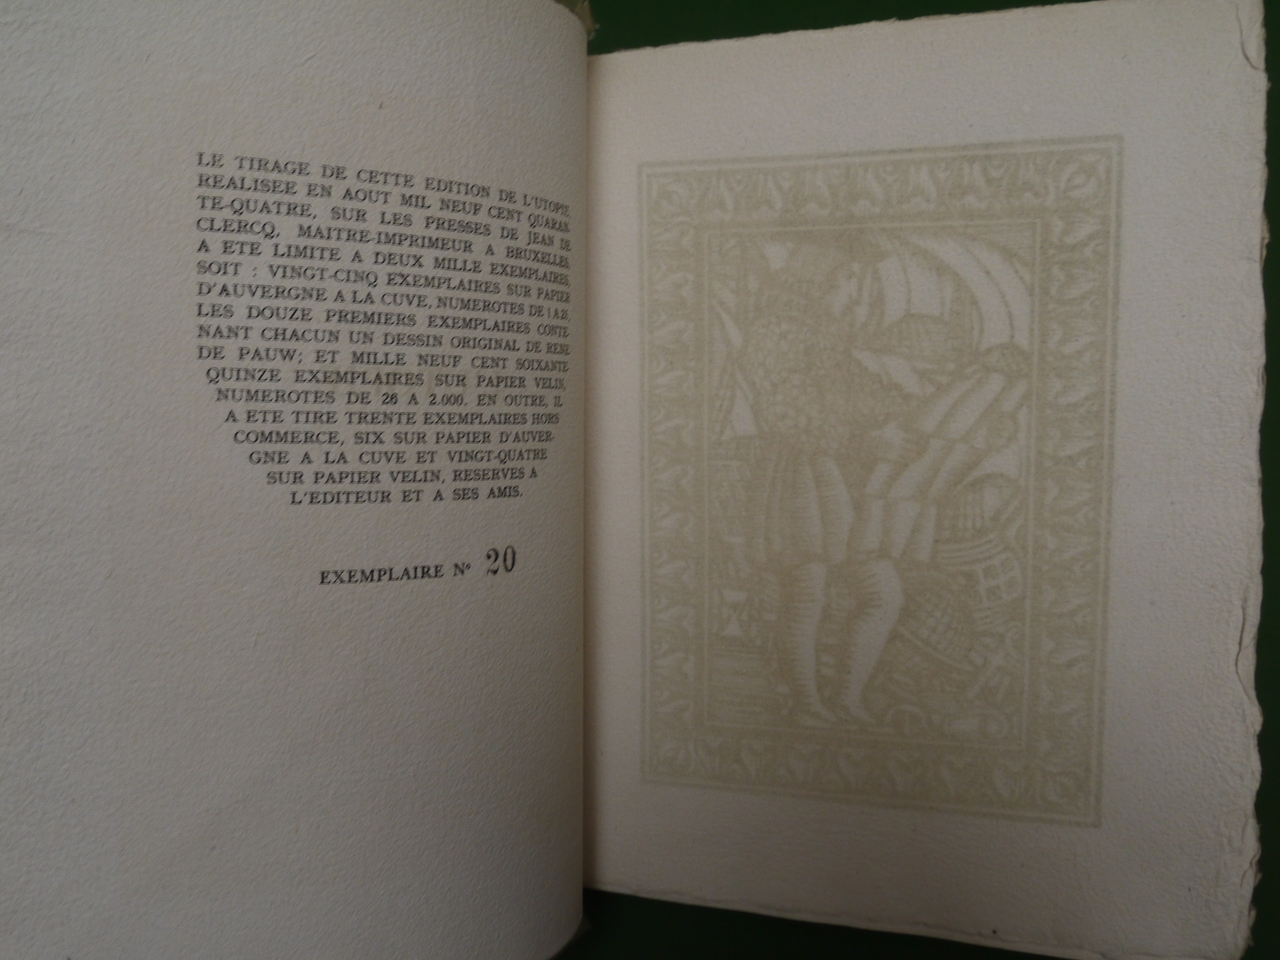 LE TIRAGE DE CETTE EDITION DE L'UTOPIE
REALISEE EN AOUT MIL NEUF CENT QUARAN
TE-QUATRE, SUR LES PRESSES DE JEAN DE
CLERCQ, MAITRE-IMPRIMEUR A BRUXELLES,
A ETE LIMITE A DEUX MILLE EXEMPLAIRES,
SOIT : VINGT-CINQ EXEMPLAIRES SUR PAPIER
D'AUVERGNE A LA CUVE, NUMEROTES DE 1 A 25,
LES DOUZE PREMIERS EXEMPLAIRES CONTE-
NANT CHACUN UN DESSIN ORIGINAL DE RENE
DE PAUW; ET MILLE NEUF CENT SOIXANTE-
QUINZE EXEMPLAIRES SUR PAPIER VELIN,
NUMEROTES DE 26 A 2.000. EN OUTRE, IL
A ETE TIRE TRENTE EXEMPLAIRES HORS
COMMERCE, SIX SUR PAPIER D'AUVER-
GNE A LA CUVE ET VINGT-QUATRE
SUR PAPIER VELIN, RESERVES A
L'EDITEUR ET A SES AMIS.
EXEMPLAIRE N° 20